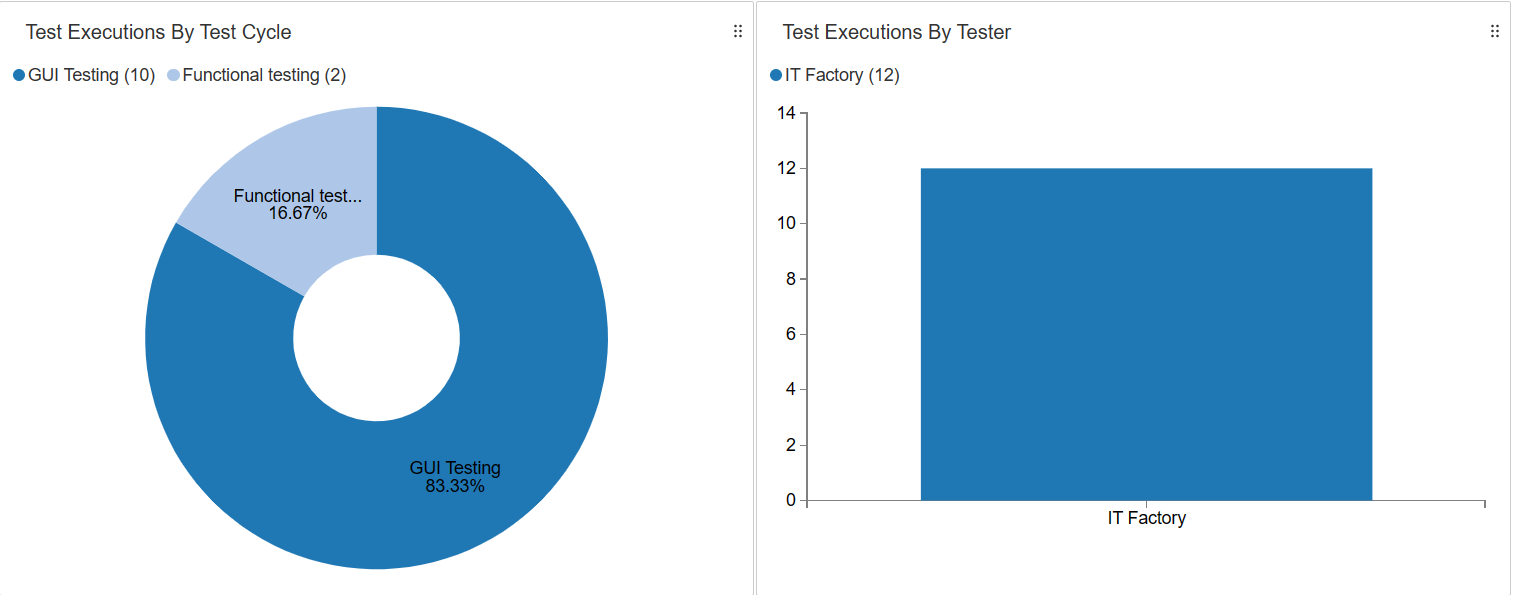 Test Executions By Test Cycle
GUI Testing (10) Functional testing (2)
Functional test...
16.67%
GUI Testing
83.33%
Test Executions By Tester
IT Factory (12)
14
12
10
8
6
4
2
0
IT Factory